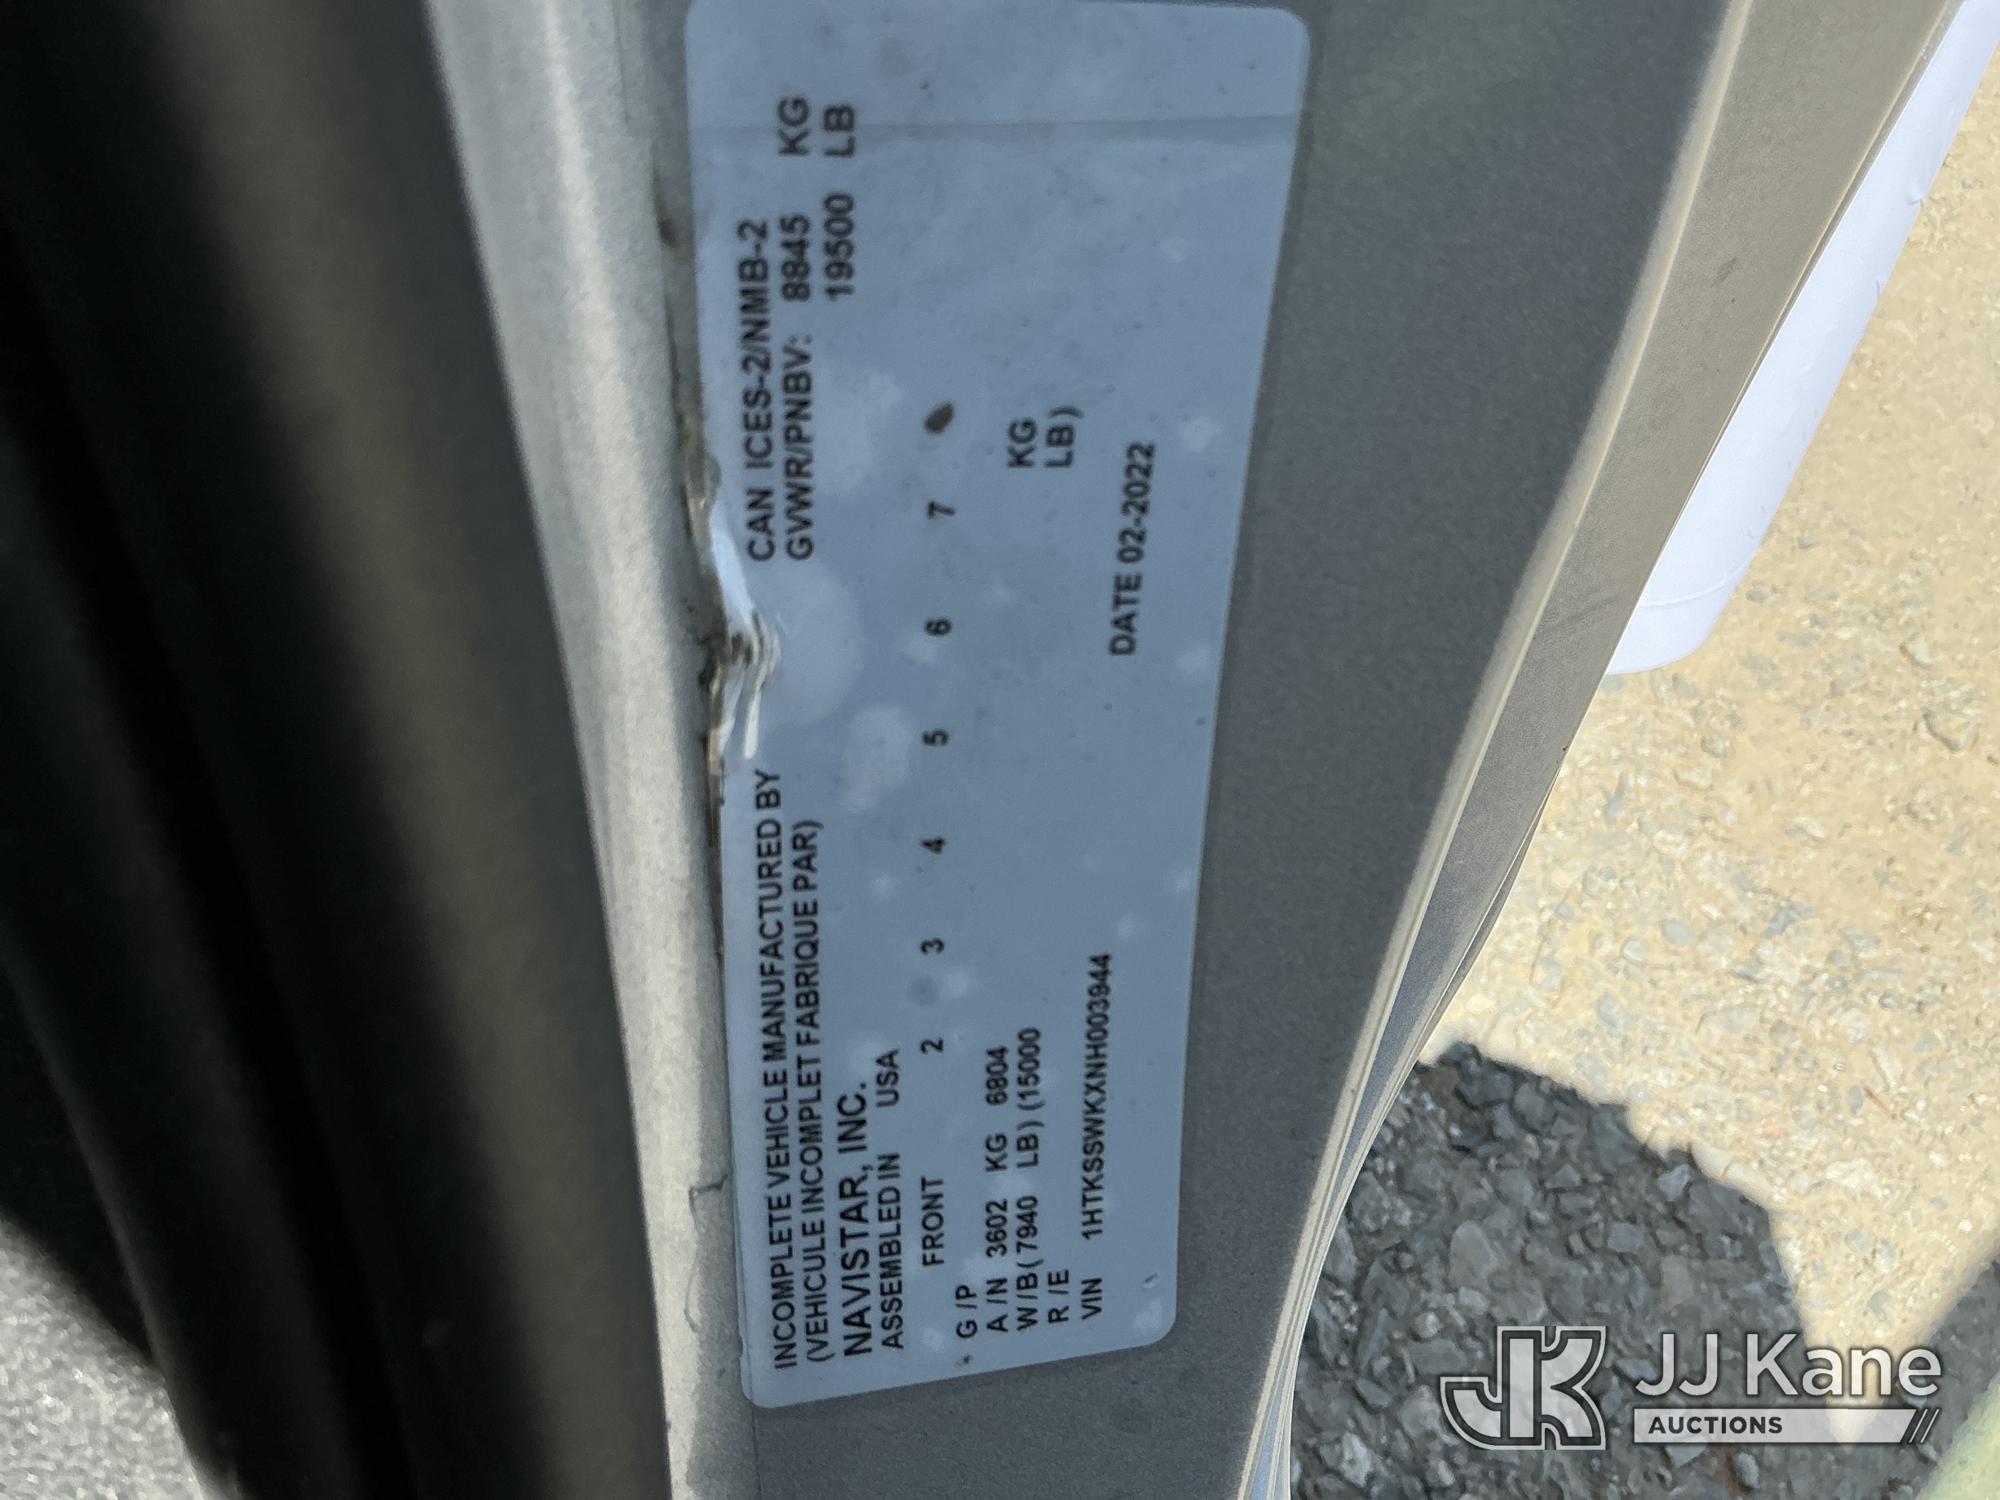 INCOMPLETE VEHICLE MANUFACTURED BY CAN ICES-2/NMB-2
(VEHICULE INCOMPLET FABRIQUE PAR) GVWR/PNBV: 8845 KG
NAVISTAR, INC. 19500 LB
ASSEMBLED IN USA
FRONT 2 3 4 5 6 7
G/P
A/N 3602 KG 6804 KG
W/B (7940 LB) (15000 LB)
R/E
VIN 1HTKSSWKXNH003944 DATE 02-2022
JK JJ Kane
AUCTIONS